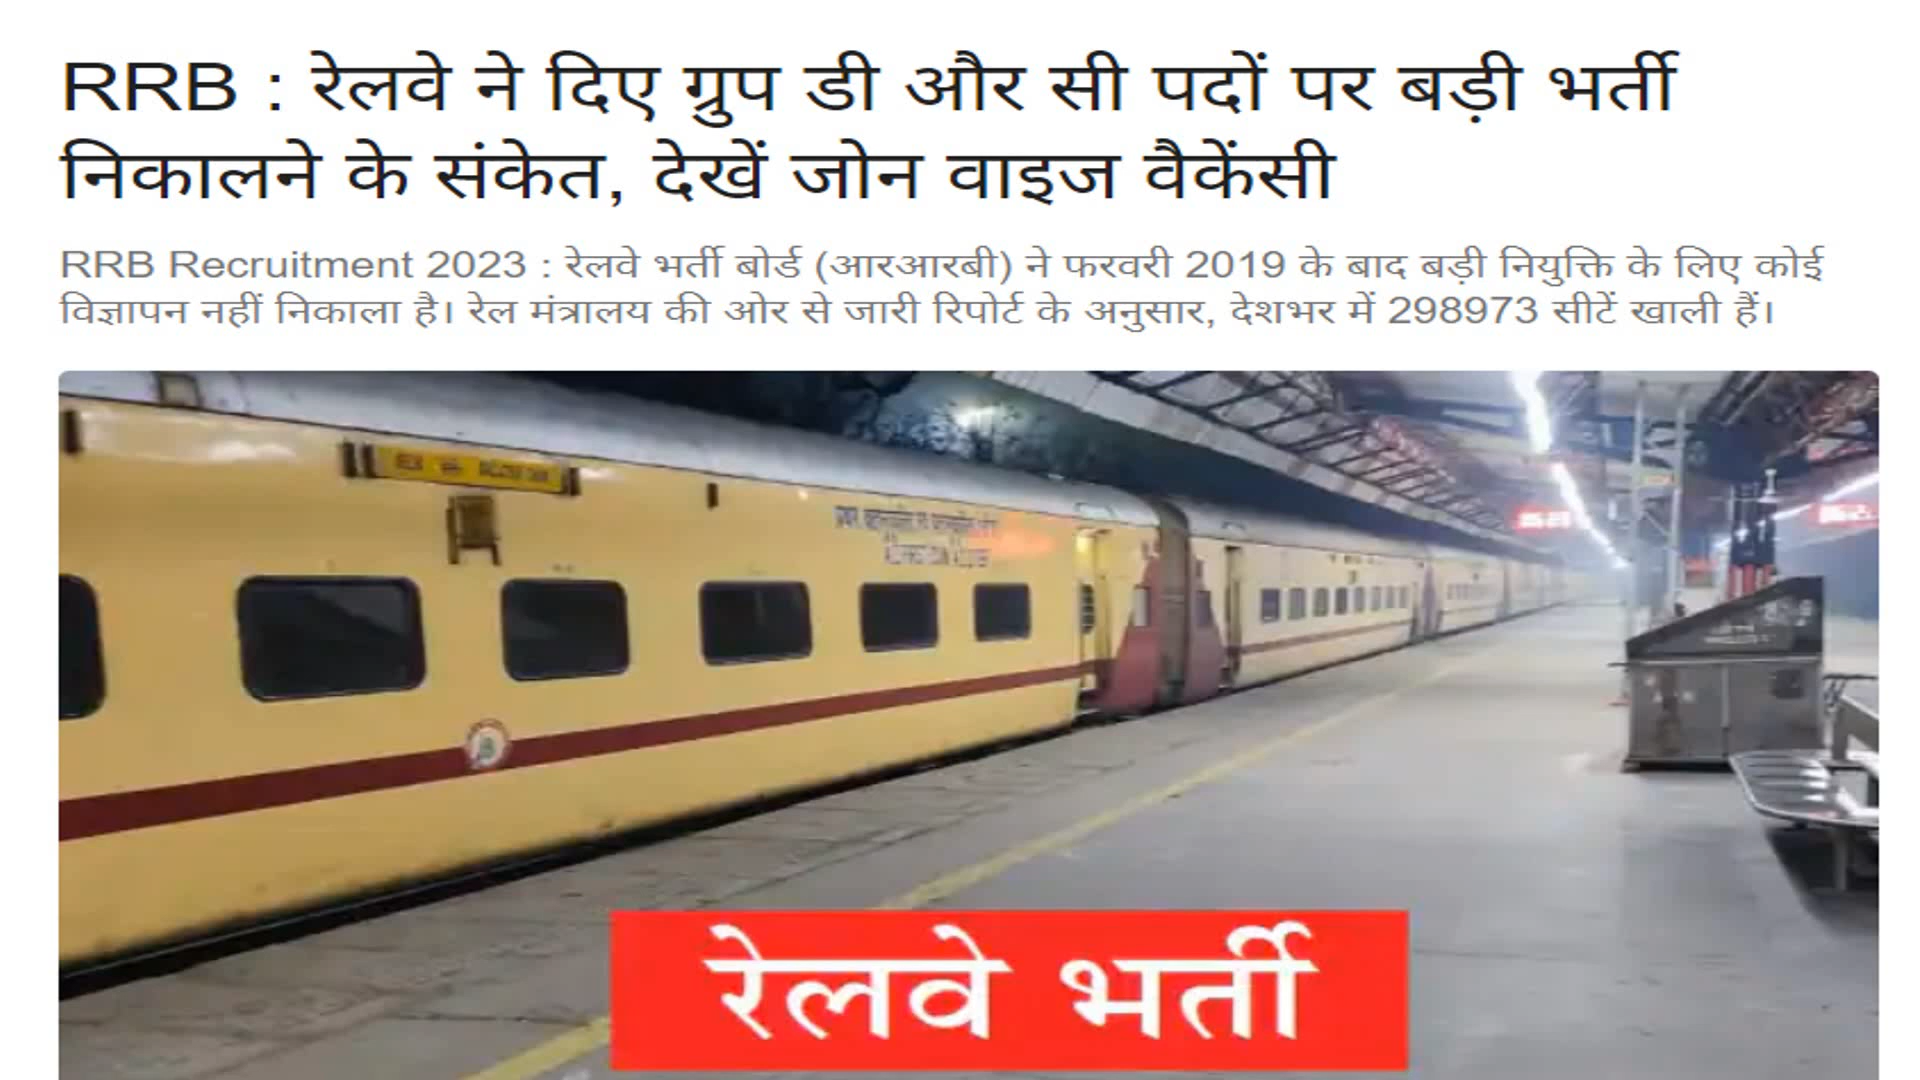 RRB : रेलवे ने दिए ग्रुप डी और सी पदों पर बड़ी भर्ती
निकालने के संकेत, देखें जोन वाइज वैकेंसी
RRB Recruitment 2023 : रेलवे भर्ती बोर्ड (आरआरबी) ने फरवरी 2019 के बाद बड़ी नियुक्ति के लिए कोई
विज्ञापन नहीं निकाला है। रेल मंत्रालय की ओर से जारी रिपोर्ट के अनुसार, देशभर में 298973 सीटें खाली हैं।
रेलवे भर्ती